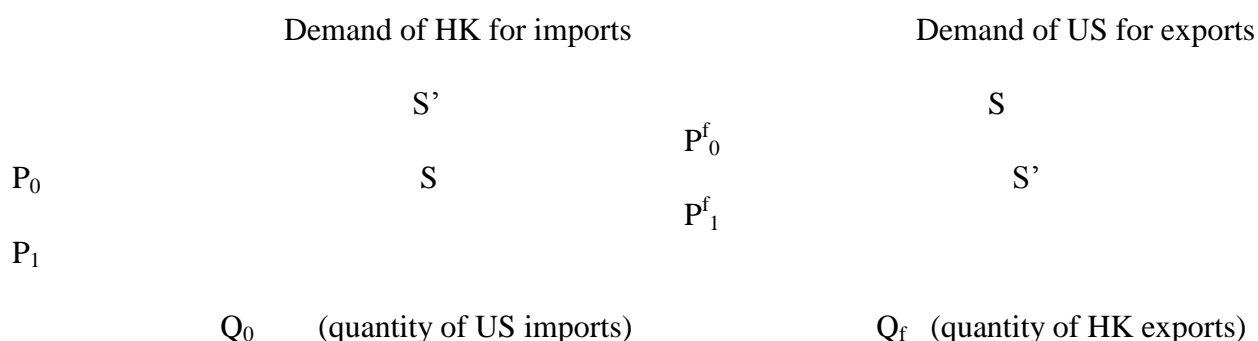 Demand of HK for imports Demand of US for exports
S’ S
P^f_0
P_0 S S’
P^f_1
P_1
Q_0 (quantity of US imports) Q_f (quantity of HK exports)